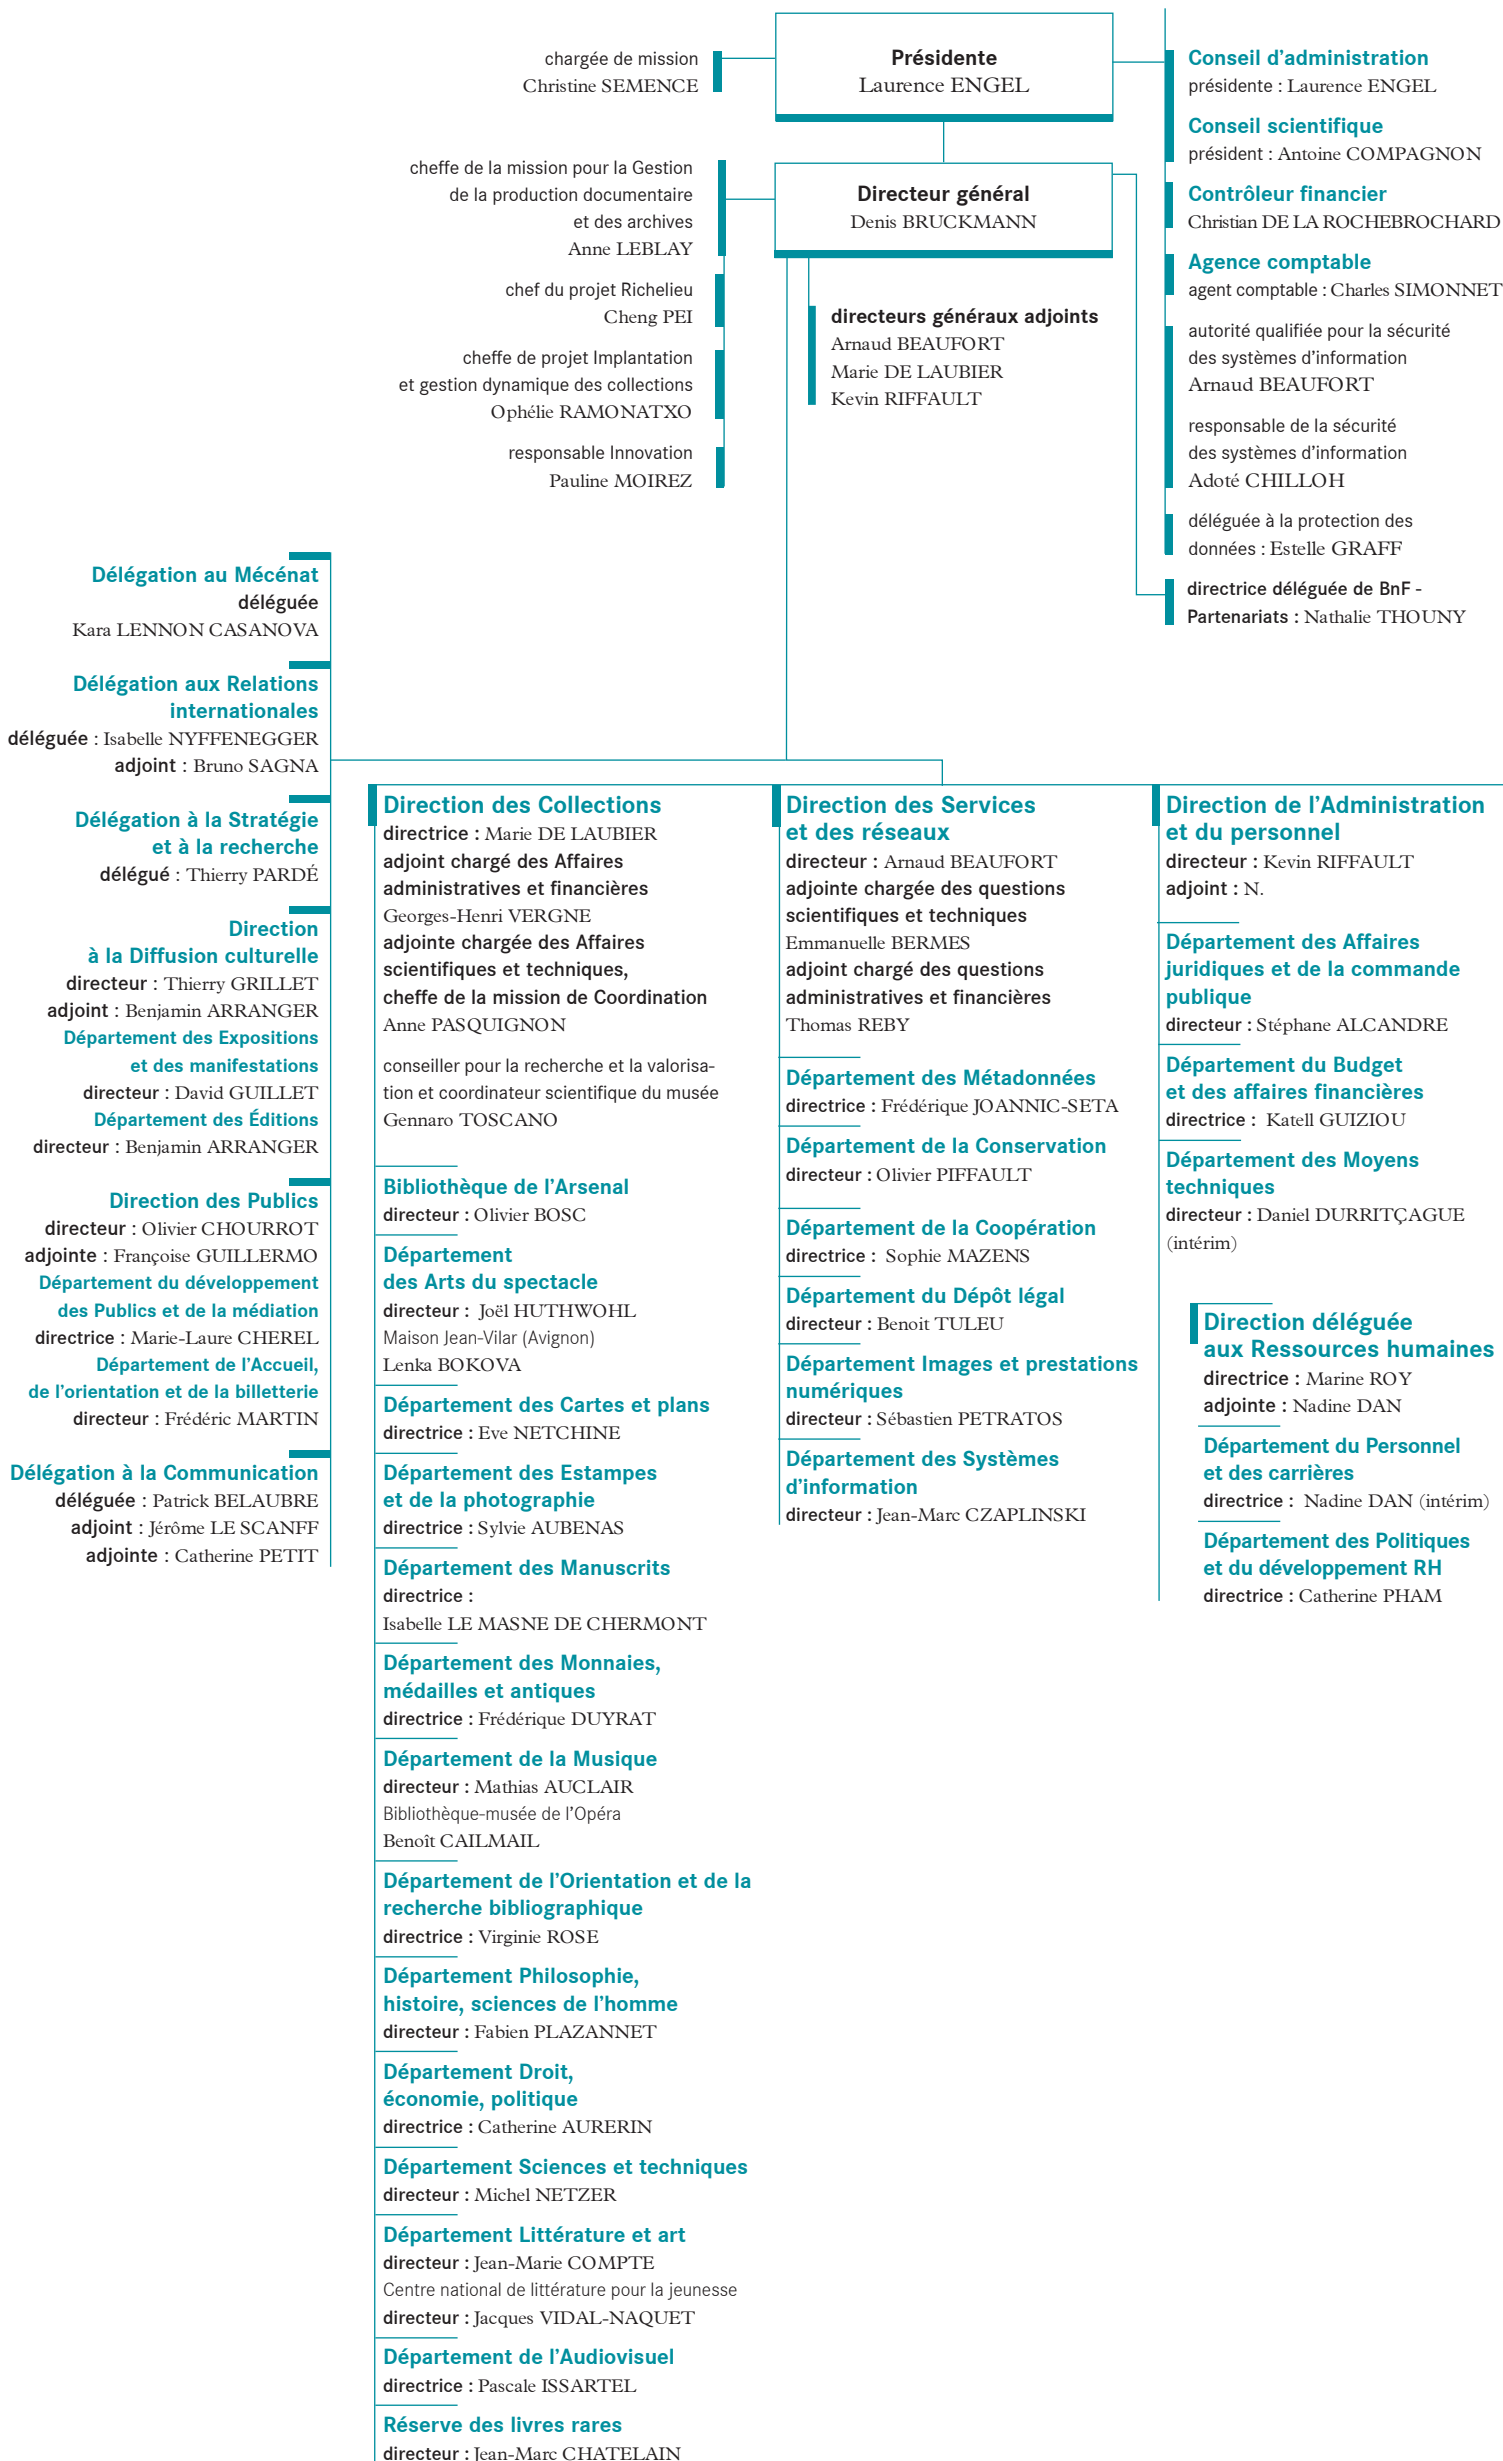 chargée de mission
Christine SEMENCE
Présidente
Laurence ENGEL
Conseil d'administration
présidente : Laurence ENGEL
Conseil scientifique
président : Antoine COMPAGNON
Contrôleur financier
Christian DE LA ROCHEBROCHARD
Agence comptable
agent comptable : Charles SIMONNET
autorité qualifiée pour la sécurité
des systèmes d'information
Arnaud BEAUFORT
responsable de la sécurité
des systèmes d'information
Adoté CHILLOH
déléguée à la protection des
données : Estelle GRAFF
directrice déléguée de BnF -
Partenariats : Nathalie THOUNY
cheffe de la mission pour la Gestion
de la production documentaire
et des archives
Anne LEBLAY
chef du projet Richelieu
Cheng PEI
cheffe de projet Implantation
et gestion dynamique des collections
Ophélie RAMONATXO
responsable Innovation
Pauline MOIREZ
Directeur général
Denis BRUCKMANN
directeurs généraux adjoints
Arnaud BEAUFORT
Marie DE LAUBIER
Kevin RIFFAULT
Délégation au Mécénat
déléguée
Kara LENNON CASANOVA
Délégation aux Relations
internationales
déléguée : Isabelle NYFFENEGGER
adjoint : Bruno SAGNA
Délégation à la Stratégie
et à la recherche
délégué : Thierry PARDÉ
Direction
à la Diffusion culturelle
directeur : Thierry GRILLET
adjoint : Benjamin ARRANGER
Département des Expositions
et des manifestations
directeur : David GUILLET
Département des Éditions
directeur : Benjamin ARRANGER
Direction des Publics
directeur : Olivier CHOURROT
adjointe : Françoise GUILLERMO
Département du développement
des Publics et de la médiation
directrice : Marie-Laure CHEREL
Département de l'Accueil,
de l'orientation et de la billetterie
directeur : Frédéric MARTIN
Délégation à la Communication
déléguée : Patrick BELAUBRE
adjoint : Jérôme LE SCANFF
adjointe : Catherine PETIT
Direction des Collections
directrice : Marie DE LAUBIER
adjoint chargé des Affaires
administratives et financières
Georges-Henri VERGNE
adjointe chargée des Affaires
scientifiques et techniques,
cheffe de la mission de Coordination
Anne PASQUIGNON
conseiller pour la recherche et la valorisa-
tion et coordinateur scientifique du musée
Gennaro TOSCANO
Bibliothèque de l'Arsenal
directeur : Olivier BOSC
Département
des Arts du spectacle
directeur : Joël HUTHWOHL
Maison Jean-Vilar (Avignon)
Lenka BOKOVA
Département des Cartes et plans
directrice : Eve NETCHINE
Département des Estampes
et de la photographie
directrice : Sylvie AUBENAS
Département des Manuscrits
directrice :
Isabelle LE MASNE DE CHERMONT
Département des Monnaies,
médailles et antiques
directrice : Frédérique DUYRAT
Département de la Musique
directeur : Mathias AUCLAIR
Bibliothèque-musée de l'Opéra
Benoît CAILMAIL
Département de l'Orientation et de la
recherche bibliographique
directrice : Virginie ROSE
Département Philosophie,
histoire, sciences de l'homme
directeur : Fabien PLAZANNET
Département Droit,
économie, politique
directrice : Catherine AURERIN
Département Sciences et techniques
directeur : Michel NETZER
Département Littérature et art
directeur : Jean-Marie COMPTE
Centre national de littérature pour la jeunesse
directeur : Jacques VIDAL-NAQUET
Département de l'Audiovisuel
directrice : Pascale ISSARTEL
Réserve des livres rares
directeur : Jean-Marc CHATELAIN
Direction des Services
et des réseaux
directeur : Arnaud BEAUFORT
adjointe chargée des questions
scientifiques et techniques
Emmanuelle BERMES
adjoint chargé des questions
administratives et financières
Thomas REBY
Département des Métadonnées
directrice : Frédérique JOANNIC-SETA
Département de la Conservation
directeur : Olivier PIFFAULT
Département de la Coopération
directrice : Sophie MAZENS
Département du Dépôt légal
directeur : Benoit TULEU
Département Images et prestations
numériques
directeur : Sébastien PETRATOS
Département des Systèmes
d'information
directeur : Jean-Marc CZAPLINSKI
Direction de l'Administration
et du personnel
directeur : Kevin RIFFAULT
adjoint : N.
Département des Affaires
juridiques et de la commande
publique
directeur : Stéphane ALCANDRE
Département du Budget
et des affaires financières
directrice : Katell GUIZIOU
Département des Moyens
techniques
directeur : Daniel DURRITÇAGUE
(intérim)
Direction déléguée
aux Ressources humaines
directrice : Marine ROY
adjointe : Nadine DAN
Département du Personnel
et des carrières
directrice : Nadine DAN (intérim)
Département des Politiques
et du développement RH
directrice : Catherine PHAM